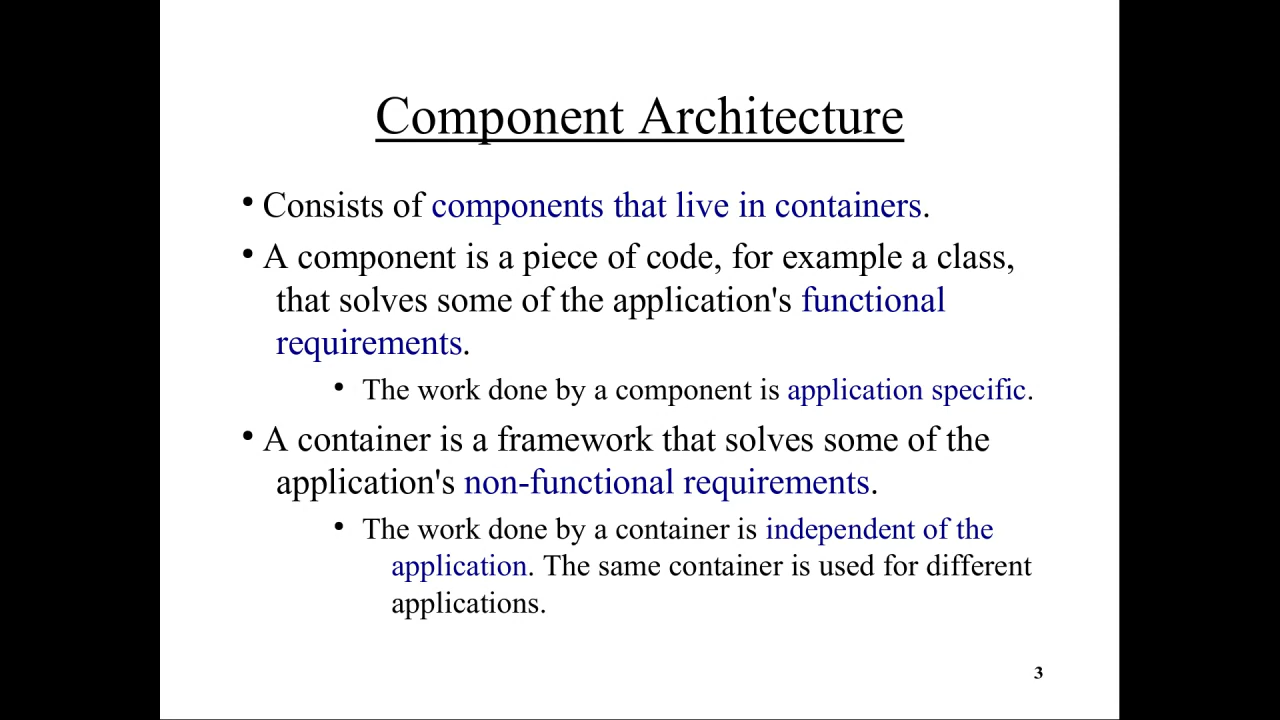 Component Architecture
• Consists of components that live in containers.
• A component is a piece of code, for example a class,
that solves some of the application's functional
requirements.
• The work done by a component is application specific.
• A container is a framework that solves some of the
application's non-functional requirements.
• The work done by a container is independent of the
application. The same container is used for different
applications.
3